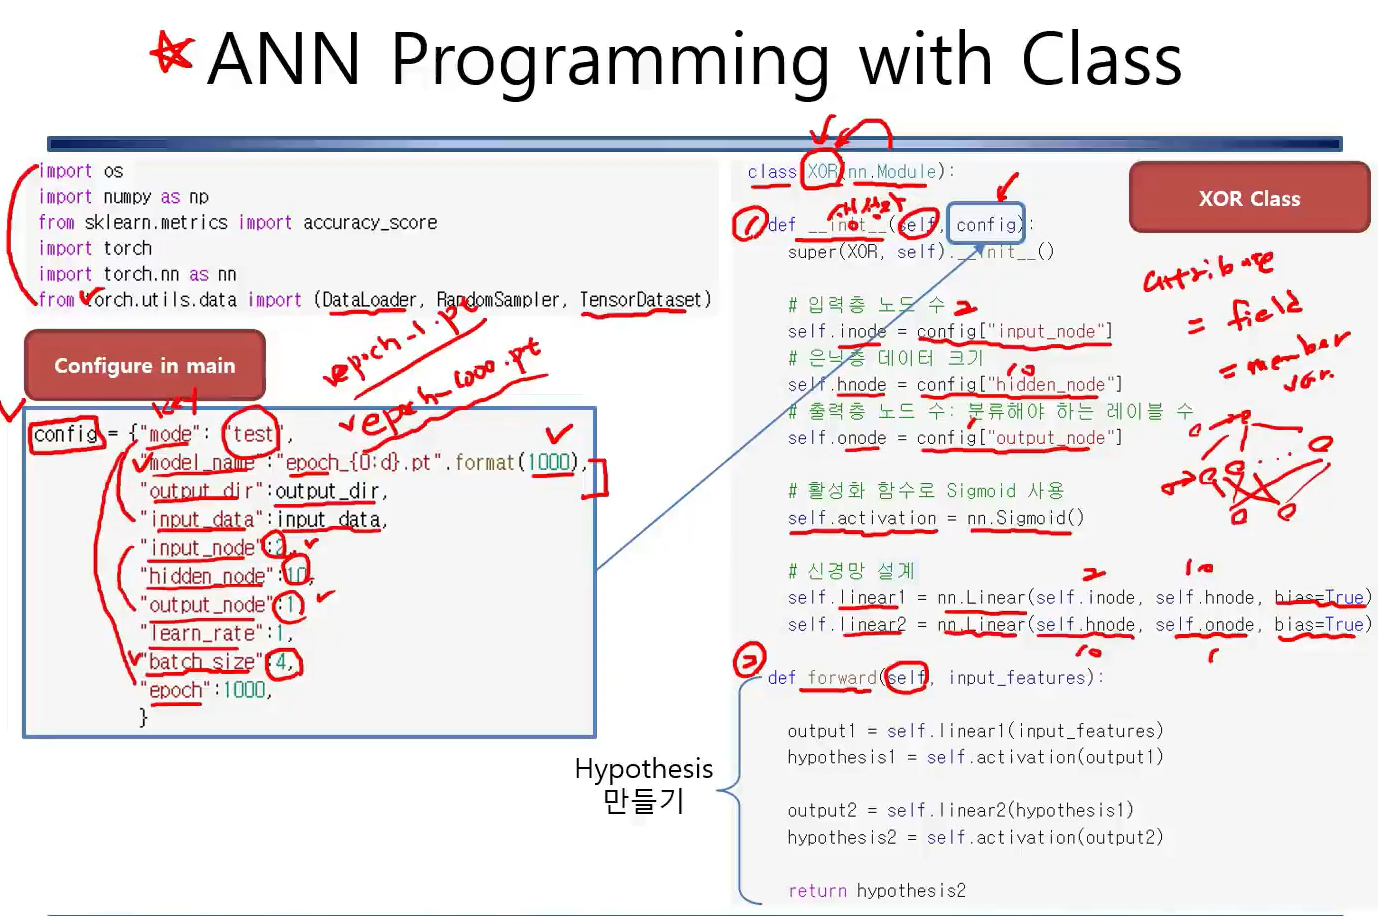 ANN Programming with Class
import os
import numpy as np
from sklearn.metrics import accuracy_score
import torch
import torch.nn as nn
from torch.utils.data import (DataLoader, RandomSampler, TensorDataset)
epoch_1.pt
epoch_1000.pt
Configure in main
key
config = {"mode": "test",
"model_name":"epoch_{0:d}.pt".format(1000),
"output_dir":output_dir,
"input_data":input_data,
"input_node":2,
"hidden_node":10,
"output_node":1,
"learn_rate":1,
"batch_size":4,
"epoch":1000,
}
Hypothesis
만들기
class XOR(nn.Module):
XOR Class
1
def __init__(self, config):
super(XOR, self).__init__()
attribute
= field
= member
var.
# 입력층 노드 수
2
self.inode = config["input_node"]
# 은닉층 데이터 크기
10
self.hnode = config["hidden_node"]
# 출력층 노드 수: 분류해야 하는 레이블 수
1
self.onode = config["output_node"]
# 활성화 함수로 Sigmoid 사용
self.activation = nn.Sigmoid()
# 신경망 설계
2 10
self.linear1 = nn.Linear(self.inode, self.hnode, bias=True)
self.linear2 = nn.Linear(self.hnode, self.onode, bias=True)
10 1
2
def forward(self, input_features):
output1 = self.linear1(input_features)
hypothesis1 = self.activation(output1)
output2 = self.linear2(hypothesis1)
hypothesis2 = self.activation(output2)
return hypothesis2